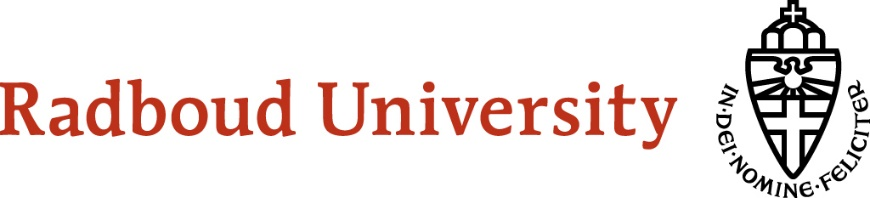 Radboud University
IN·DEI·NOMINE·FELICITER